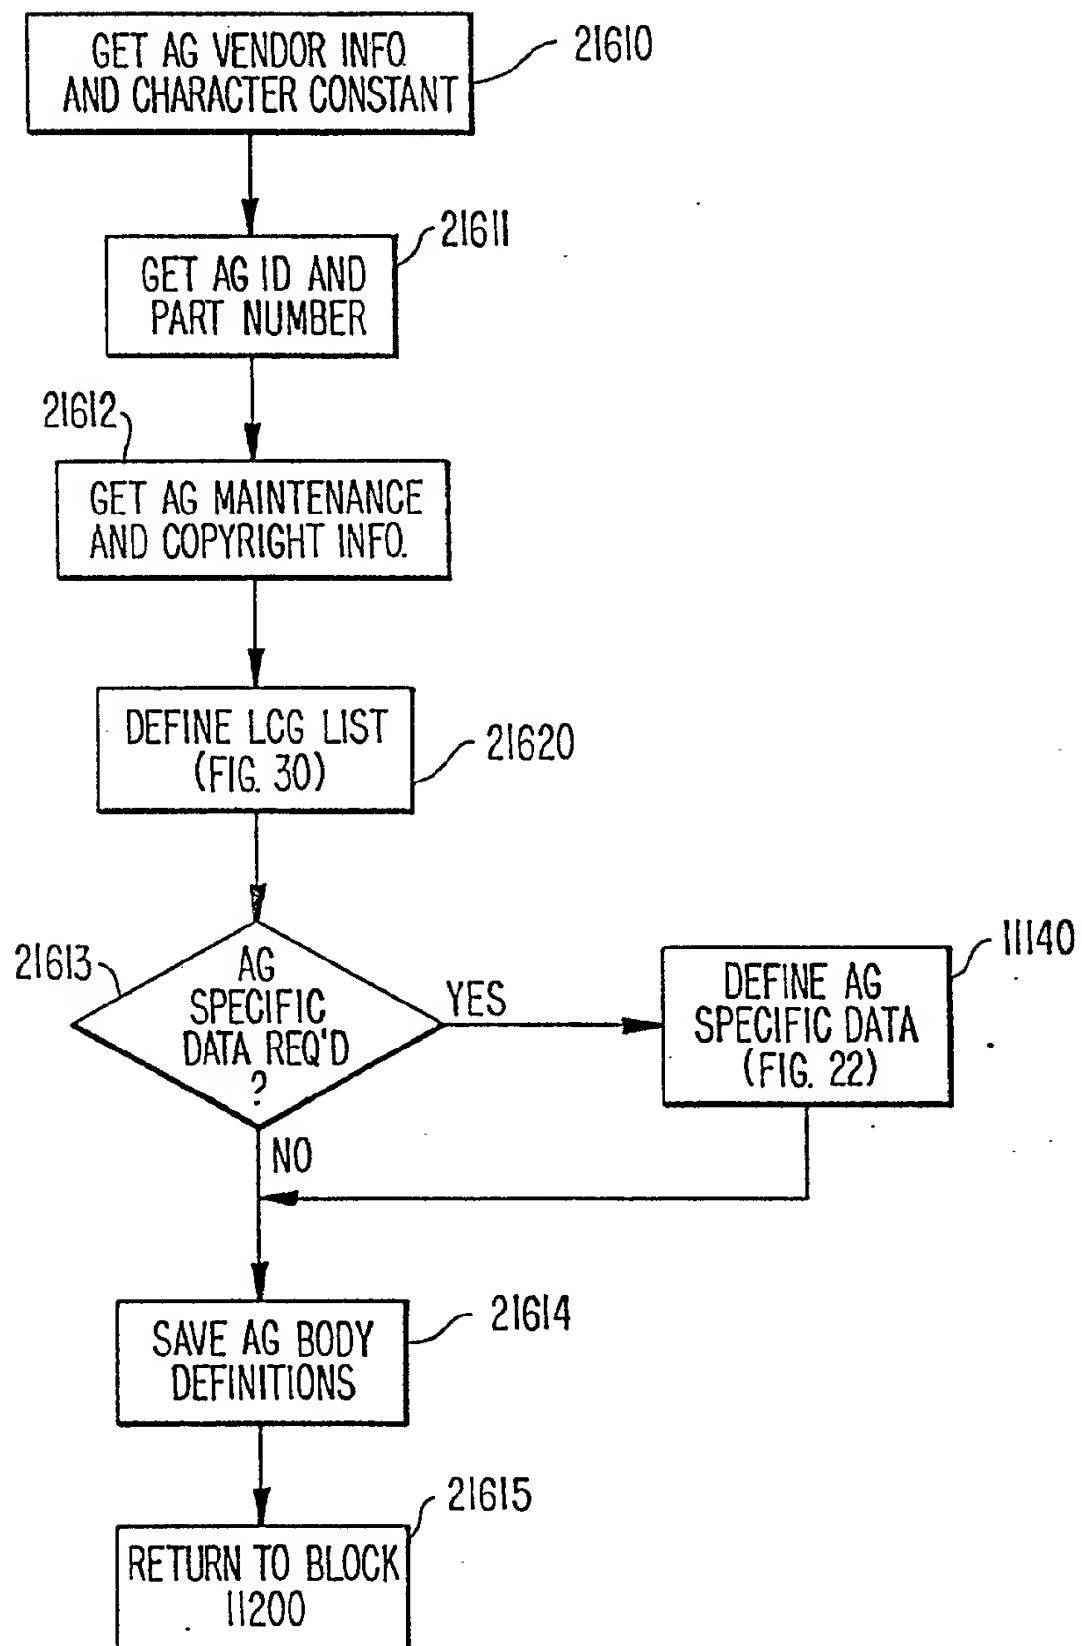 GET AG VENDOR INFO.
AND CHARACTER CONSTANT
21610
21611
GET AG ID AND
PART NUMBER
21612
GET AG MAINTENANCE
AND COPYRIGHT INFO.
DEFINE LCG LIST
(FIG. 30)
21620
21613
AG
SPECIFIC
DATA REQ'D
?
YES
NO
11140
DEFINE AG
SPECIFIC DATA
(FIG. 22)
SAVE AG BODY
DEFINITIONS
21614
21615
RETURN TO BLOCK
11200